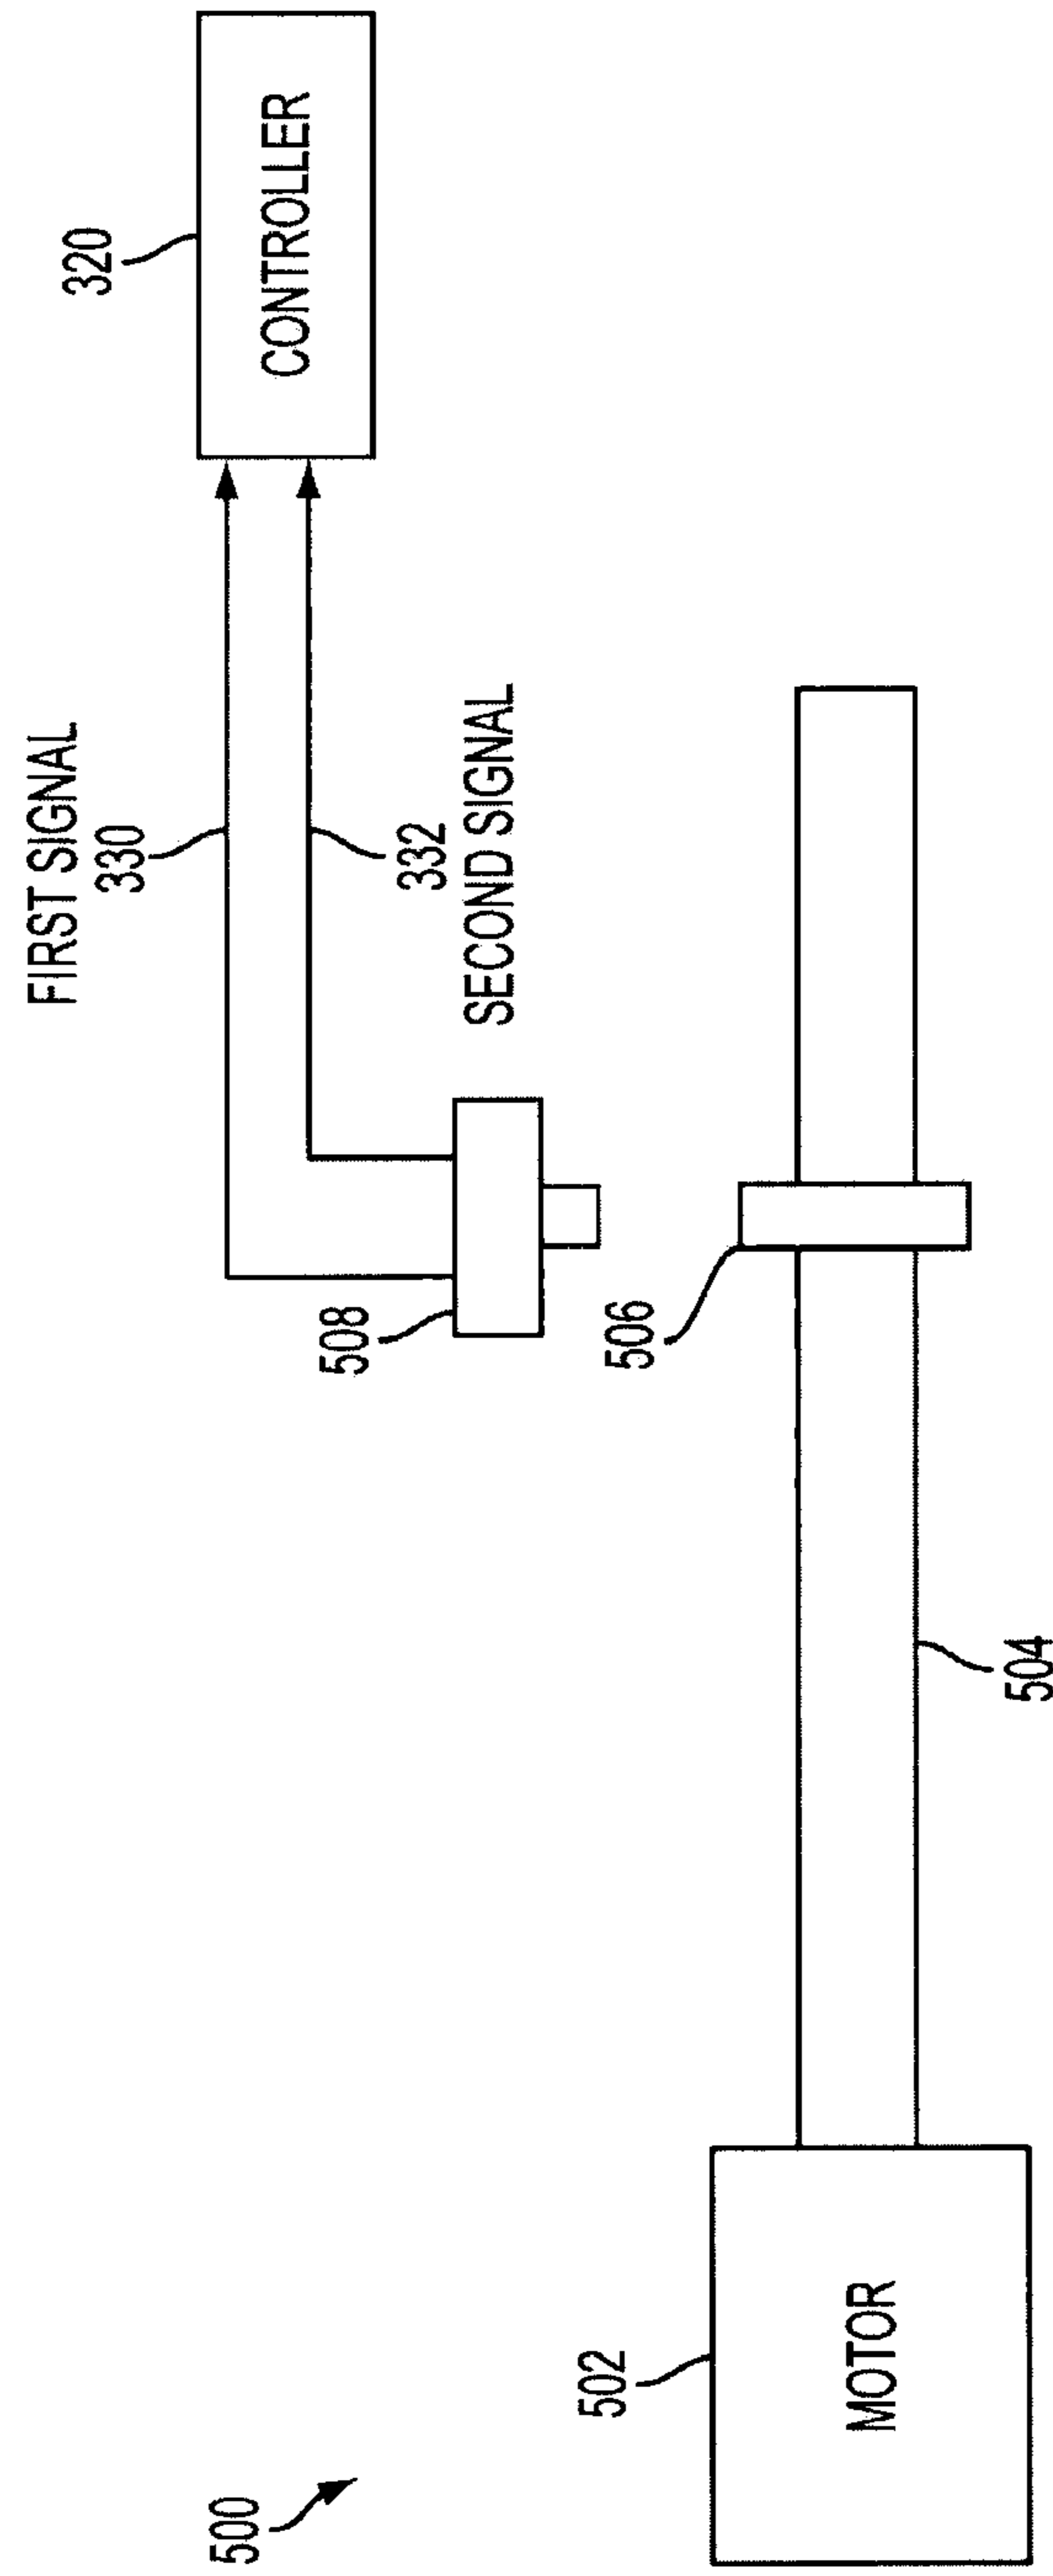 FIRST SIGNAL
330
320
CONTROLLER
332
SECOND SIGNAL
508
506
500
502
MOTOR
504